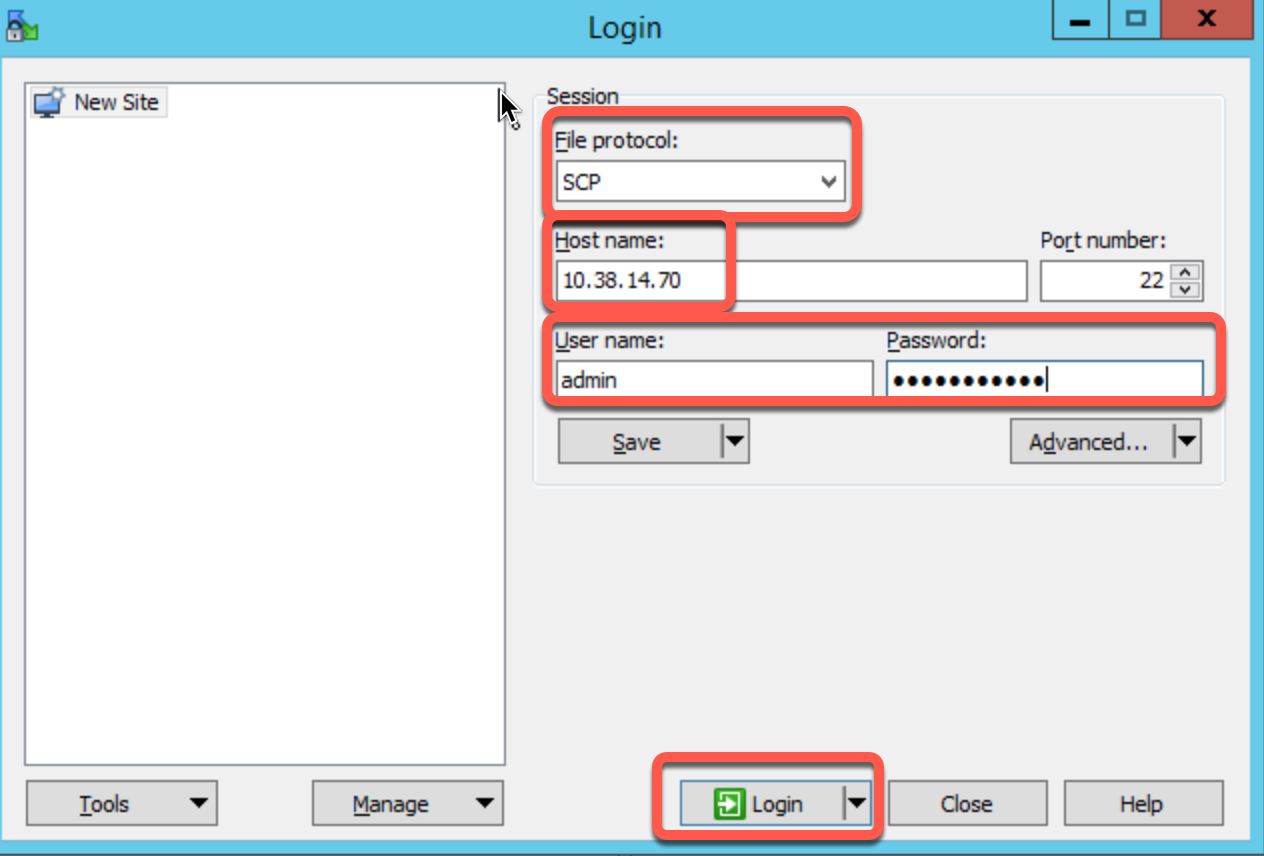 Login
X
New Site
Session
File protocol:
SCP
Host name:
Port number:
10.38.14.70
22
User name:
Password:
admin
•••••••••••
Save
Advanced...
Tools
Manage
Login
Close
Help